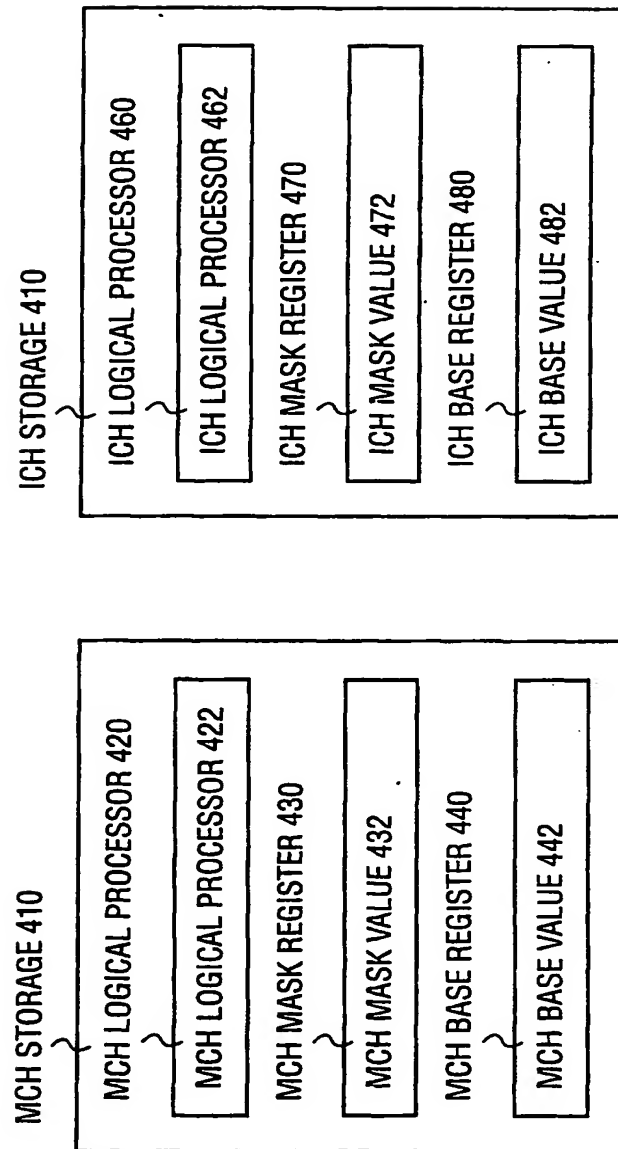 MCH STORAGE 410
MCH LOGICAL PROCESSOR 420
MCH LOGICAL PROCESSOR 422
MCH MASK REGISTER 430
MCH MASK VALUE 432
MCH BASE REGISTER 440
MCH BASE VALUE 442
ICH STORAGE 410
ICH LOGICAL PROCESSOR 460
ICH LOGICAL PROCESSOR 462
ICH MASK REGISTER 470
ICH MASK VALUE 472
ICH BASE REGISTER 480
ICH BASE VALUE 482